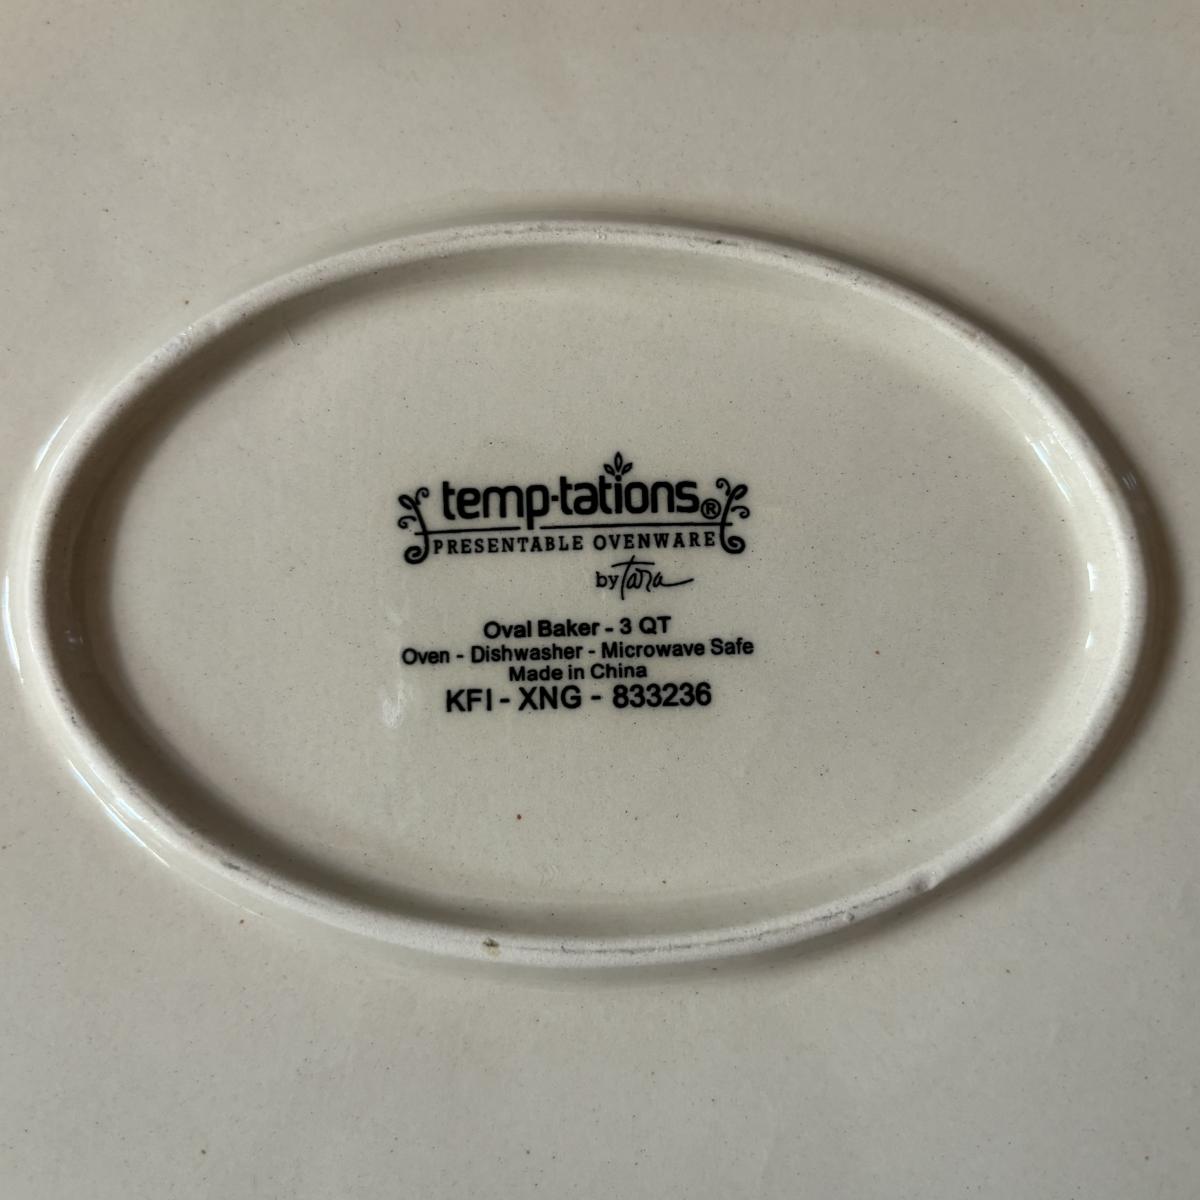 temp-tations®
PRESENTABLE OVENWARE
by Tara
Oval Baker - 3 QT
Oven - Dishwasher - Microwave Safe
Made in China
KFI - XNG - 833236